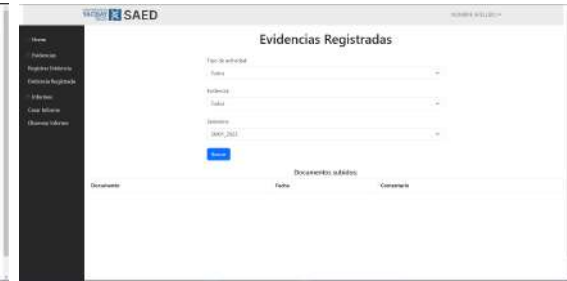 SAED
Home
Evidencias
Registrar Evidencia
Evidencia Registrada
Informes
Crear Informe
Observar Informes
Evidencias Registradas
Tipo de actividad
Todos
Evidencia
Todos
Semestre
Buscar
Documentos subidos:
Documento Fecha Comentario